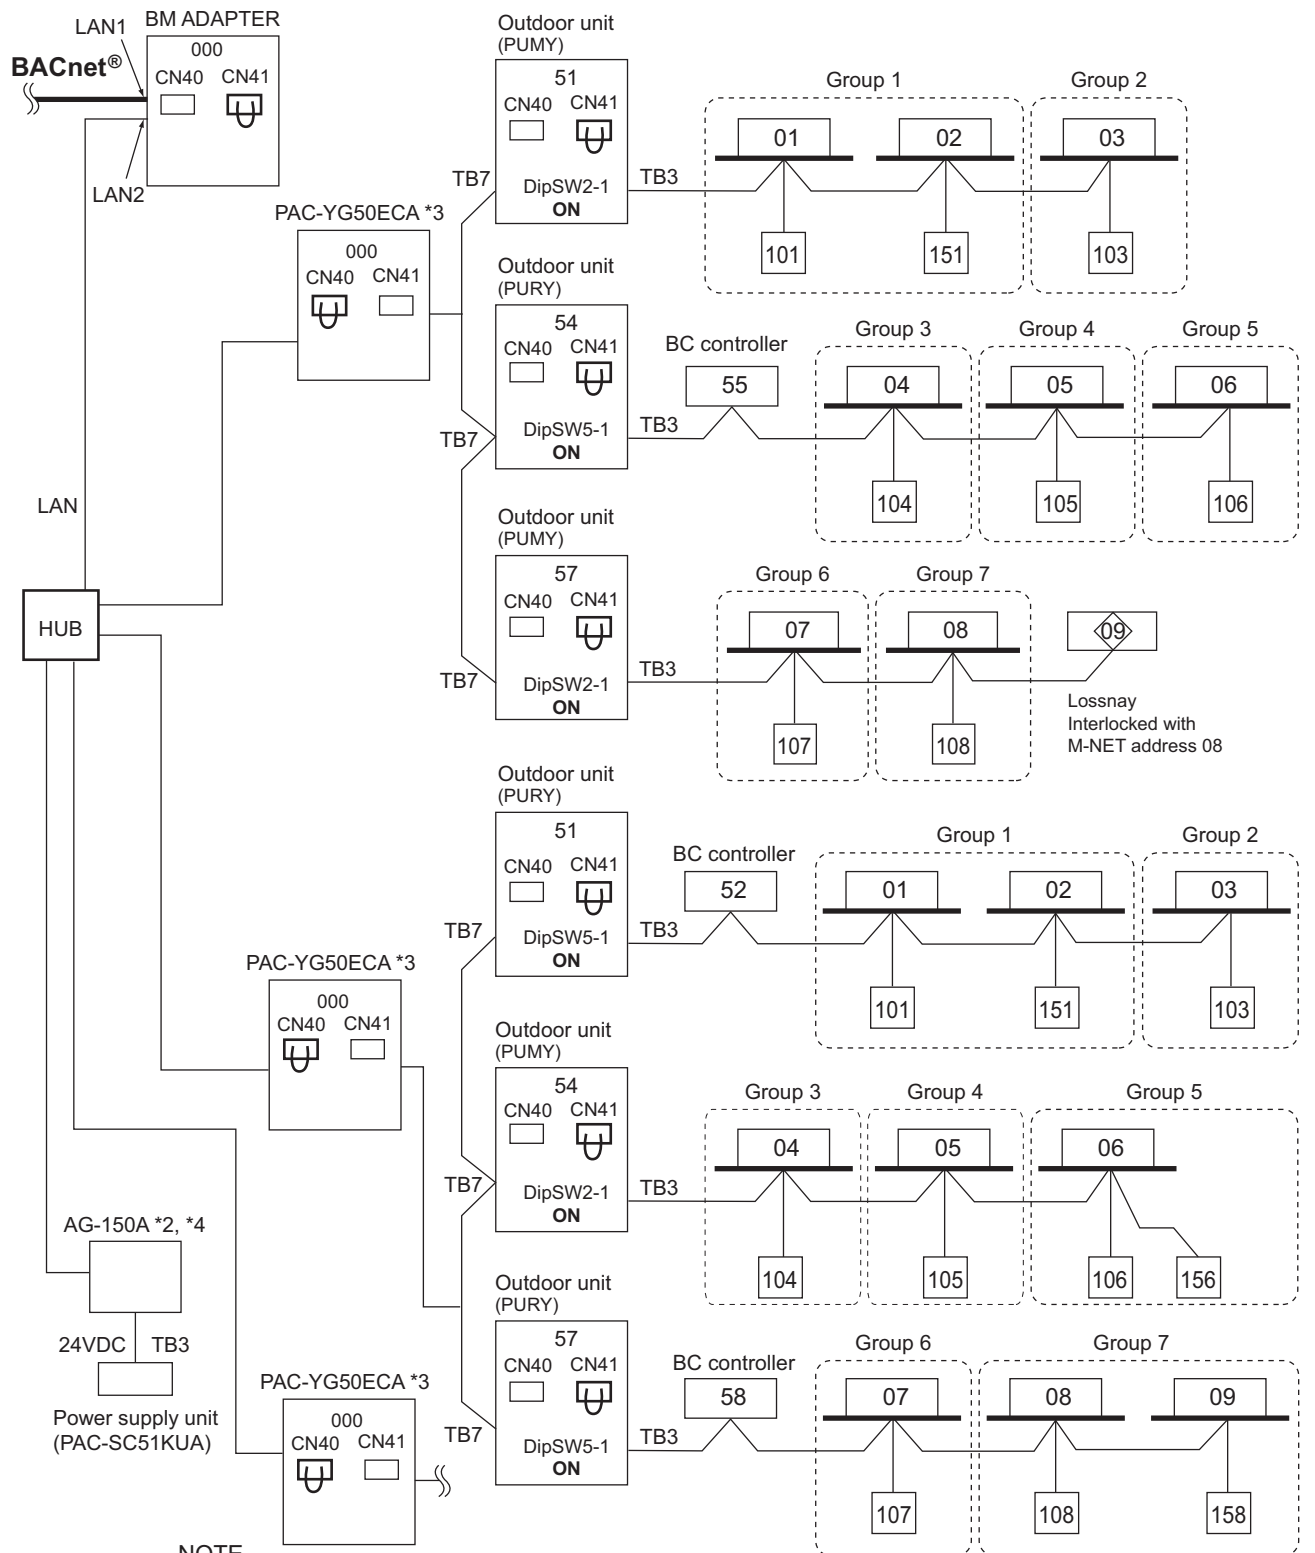 LAN1
BM ADAPTER
000
CN40 CN41
BACnet®
LAN2
LAN
HUB
PAC-YG50ECA *3
000
CN40 CN41
Outdoor unit
(PUMY)
51
CN40 CN41
DipSW2-1
ON
TB7
TB3
Group 1
01
02
101
151
Group 2
03
103
Outdoor unit
(PURY)
54
CN40 CN41
DipSW5-1
ON
TB7
TB3
BC controller
55
Group 3
04
104
Group 4
05
105
Group 5
06
106
Outdoor unit
(PUMY)
57
CN40 CN41
DipSW2-1
ON
TB7
TB3
Group 6
07
107
Group 7
08
108
09
Lossnay
Interlocked with
M-NET address 08
PAC-YG50ECA *3
000
CN40 CN41
Outdoor unit
(PURY)
51
CN40 CN41
DipSW5-1
ON
TB7
TB3
BC controller
52
Group 1
01
02
101
151
Group 2
03
103
Outdoor unit
(PUMY)
54
CN40 CN41
DipSW2-1
ON
TB7
TB3
Group 3
04
104
Group 4
05
105
Group 5
06
106
156
Outdoor unit
(PURY)
57
CN40 CN41
DipSW5-1
ON
TB7
TB3
BC controller
58
Group 6
07
107
Group 7
08
09
108
158
AG-150A *2, *4
24VDC TB3
Power supply unit
(PAC-SC51KUA)
PAC-YG50ECA *3
000
CN40 CN41
NOTE